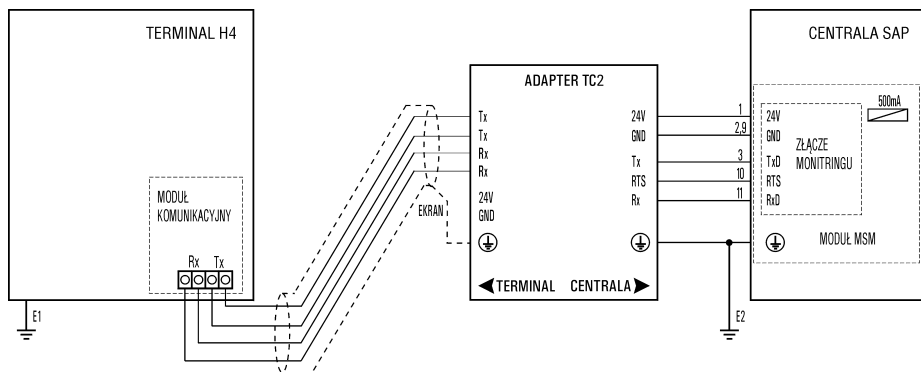 TERMINAL H4
MODUŁ
KOMUNIKACYJNY
Rx Tx
E1
EKRAN
ADAPTER TC2
Tx
Tx
Rx
Rx
24V
GND
24V
GND
Tx
RTS
Rx
TERMINAL CENTRALA
1
2,9
3
10
11
E2
CENTRALA SAP
500mA
24V
GND
TxD
RTS
RxD
ZŁĄCZE
MONITRINGU
MODUŁ MSM